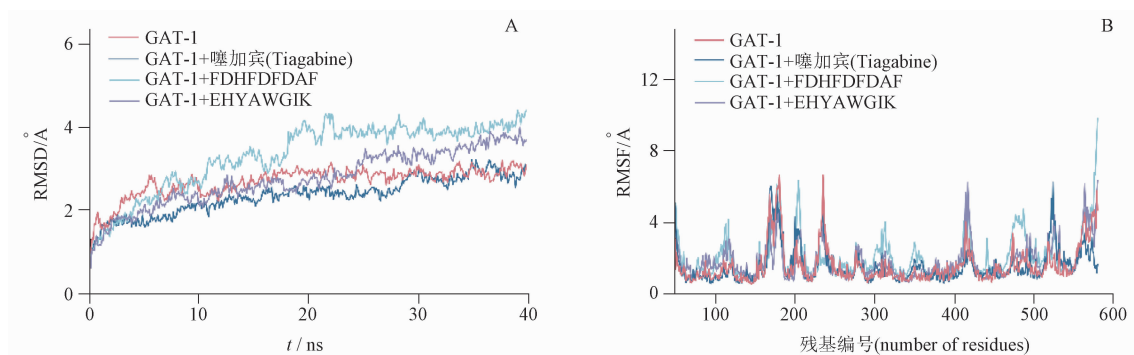 A
GAT-1
GAT-1+噻加宾(Tiagabine)
GAT-1+FDHFDFDAF
GAT-1+EHYAWGIK
6
4
2
0
RMSD/Å
0
10
20
30
40
t / ns
B
GAT-1
GAT-1+噻加宾(Tiagabine)
GAT-1+FDHFDFDAF
GAT-1+EHYAWGIK
12
8
4
0
RMSF/Å
100
200
300
400
500
600
残基编号(number of residues)